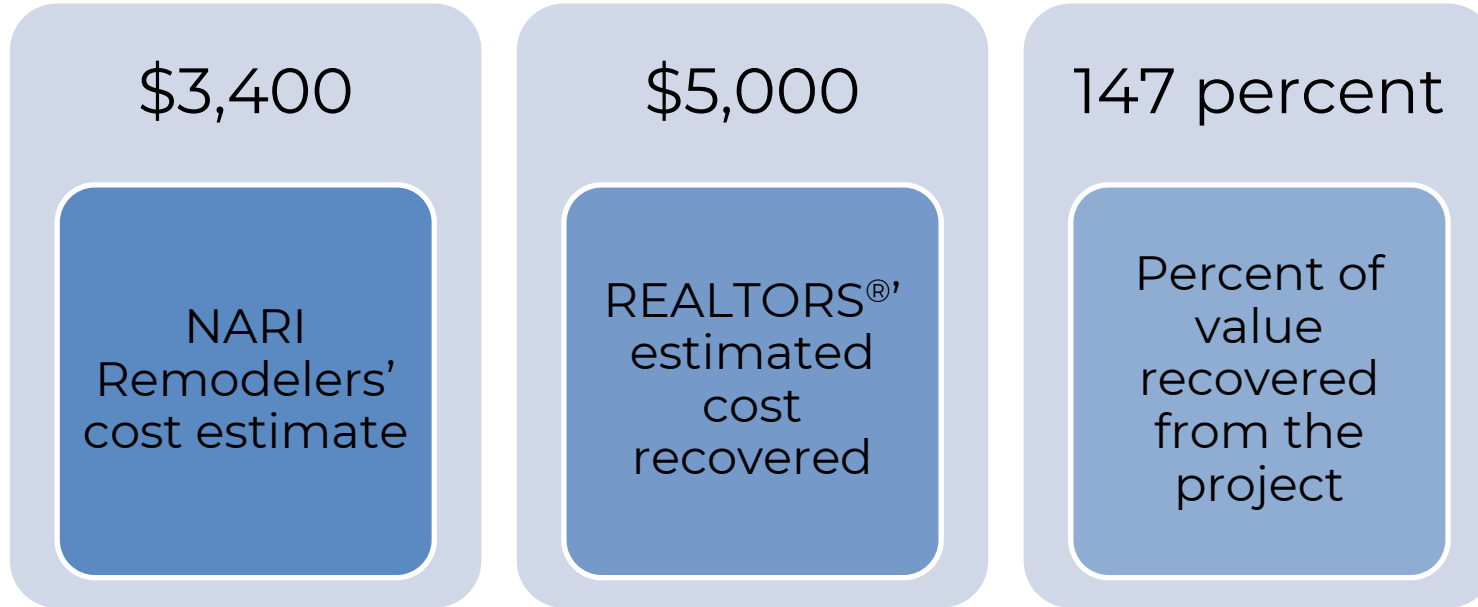 $3,400
NARI
Remodelers’
cost estimate
$5,000
REALTORS®’
estimated
cost
recovered
147 percent
Percent of
value
recovered
from the
project